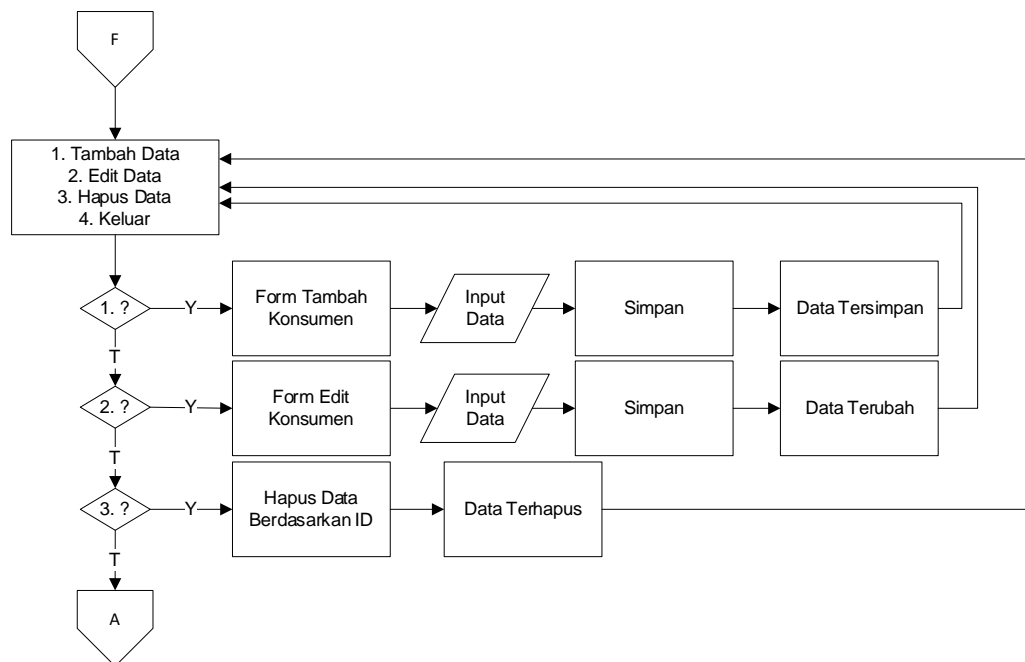 F
1. Tambah Data
2. Edit Data
3. Hapus Data
4. Keluar
1. ?
Y
Form Tambah
Konsumen
Input
Data
Simpan
Data Tersimpan
T
2. ?
Y
Form Edit
Konsumen
Input
Data
Simpan
Data Terubah
T
3. ?
Y
Hapus Data
Berdasarkan ID
Data Terhapus
T
A